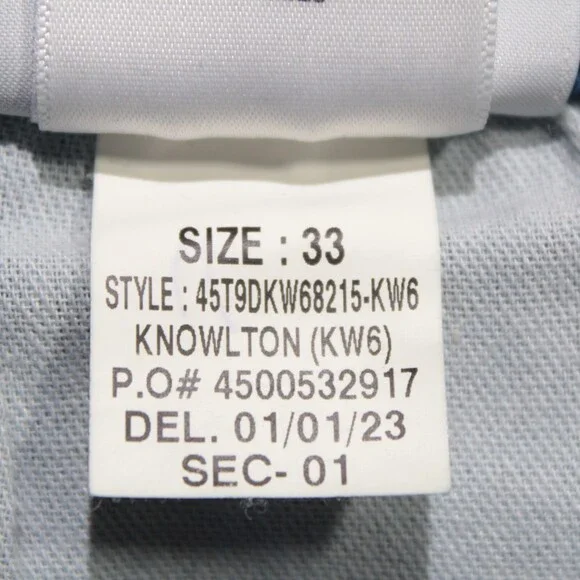 SIZE : 33
STYLE : 45T9DKW68215-KW6
KNOWLTON (KW6)
P.O# 4500532917
DEL. 01/01/23
SEC- 01